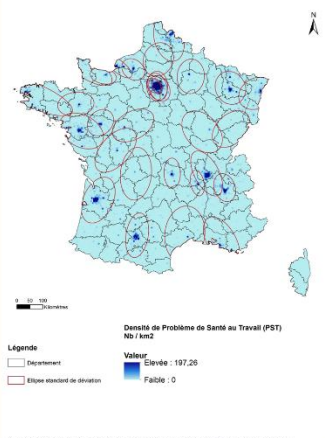 N
0 50 100
Kilomètres
Densité de Problème de Santé au Travail (PST)
Nb / km2
Légende
Valeur
Département
Elevée : 197,26
Ellipse standard de déviation
Faible : 0